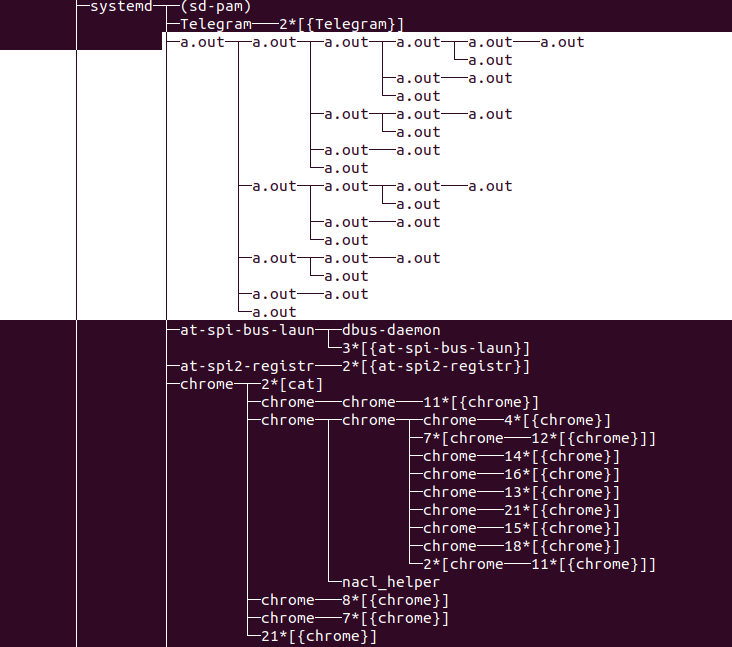 systemd (sd-pam)
Telegram 2*[{Telegram}]
a.out a.out a.out a.out a.out a.out
a.out
a.out a.out
a.out
a.out a.out a.out
a.out
a.out a.out
a.out
a.out a.out a.out a.out
a.out
a.out a.out
a.out
a.out a.out a.out
a.out
a.out a.out
a.out
at-spi-bus-laun dbus-daemon
3*[{at-spi-bus-laun}]
at-spi2-registr 2*[{at-spi2-registr}]
chrome 2*[cat]
chrome chrome 11*[{chrome}]
chrome chrome chrome 4*[{chrome}]
7*[chrome 12*[{chrome}]]
chrome 14*[{chrome}]
chrome 16*[{chrome}]
chrome 13*[{chrome}]
chrome 21*[{chrome}]
chrome 15*[{chrome}]
chrome 18*[{chrome}]
2*[chrome 11*[{chrome}]]
nacl_helper
chrome 8*[{chrome}]
chrome 7*[{chrome}]
21*[{chrome}]